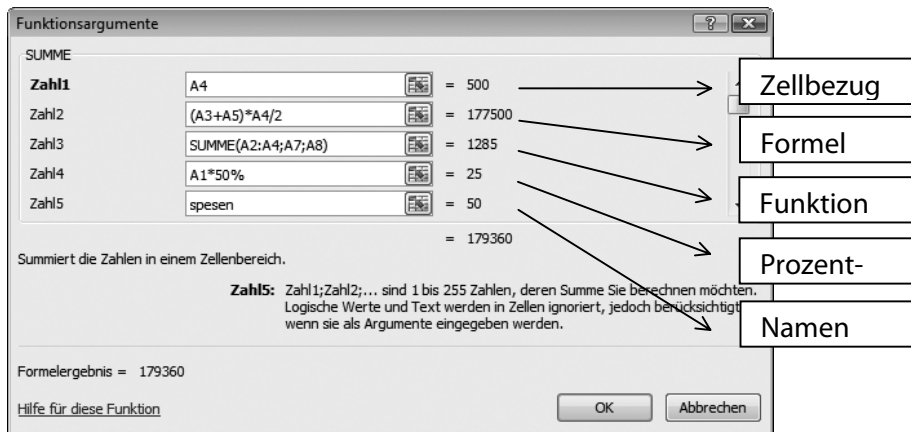 Funktionsargumente
SUMME
Zahl1 A4 = 500 Zellbezug
Zahl2 (A3+A5)*A4/2 = 177500 Formel
Zahl3 SUMME(A2:A4;A7;A8) = 1285 Funktion
Zahl4 A1*50% = 25 Prozent-
Zahl5 spesen = 50 Namen
= 179360
Summiert die Zahlen in einem Zellenbereich.
Zahl5: Zahl1;Zahl2;... sind 1 bis 255 Zahlen, deren Summe Sie berechnen möchten.
Logische Werte und Text werden in Zellen ignoriert, jedoch berücksichtigt
wenn sie als Argumente eingegeben werden.
Formelergebnis = 179360
Hilfe für diese Funktion OK Abbrechen